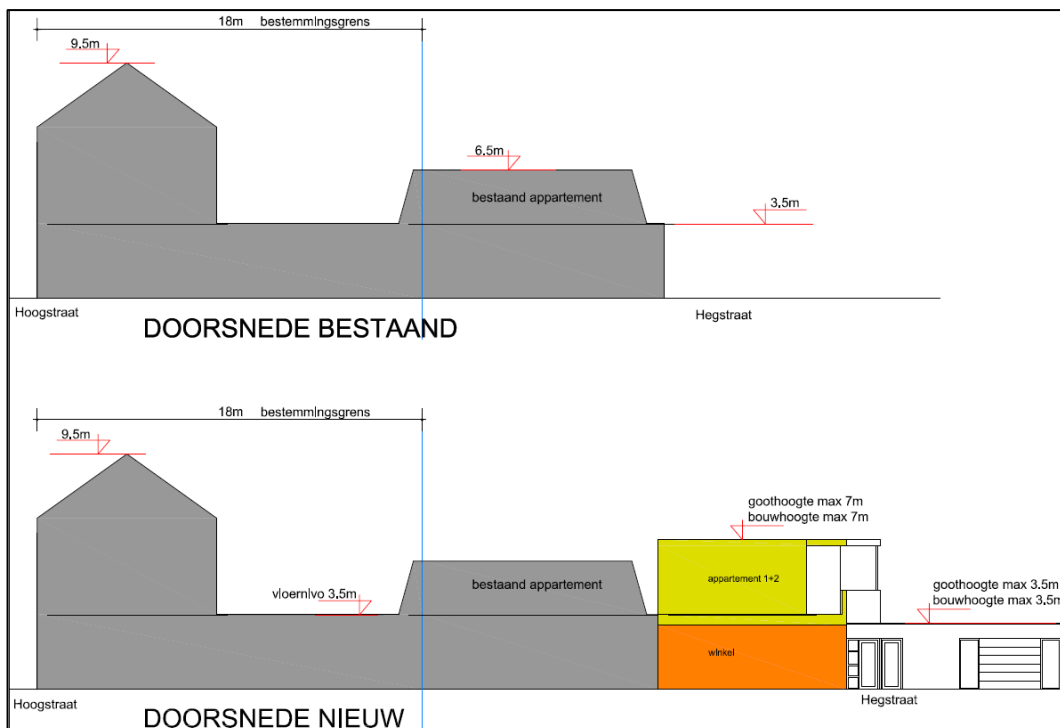 18m bestemmingsgrens
9.5m
6.5m
bestaand appartement
3.5m
Hoogstraat
Hegstraat
DOORSNEDE BESTAAND
18m bestemmingsgrens
9.5m
goothoogte max 7m
bouwhoogte max 7m
bestaand appartement
appartement 1+2
vloernivo 3.5m
goothoogte max 3.5m
bouwhoogte max 3.5m
winkel
Hoogstraat
Hegstraat
DOORSNEDE NIEUW